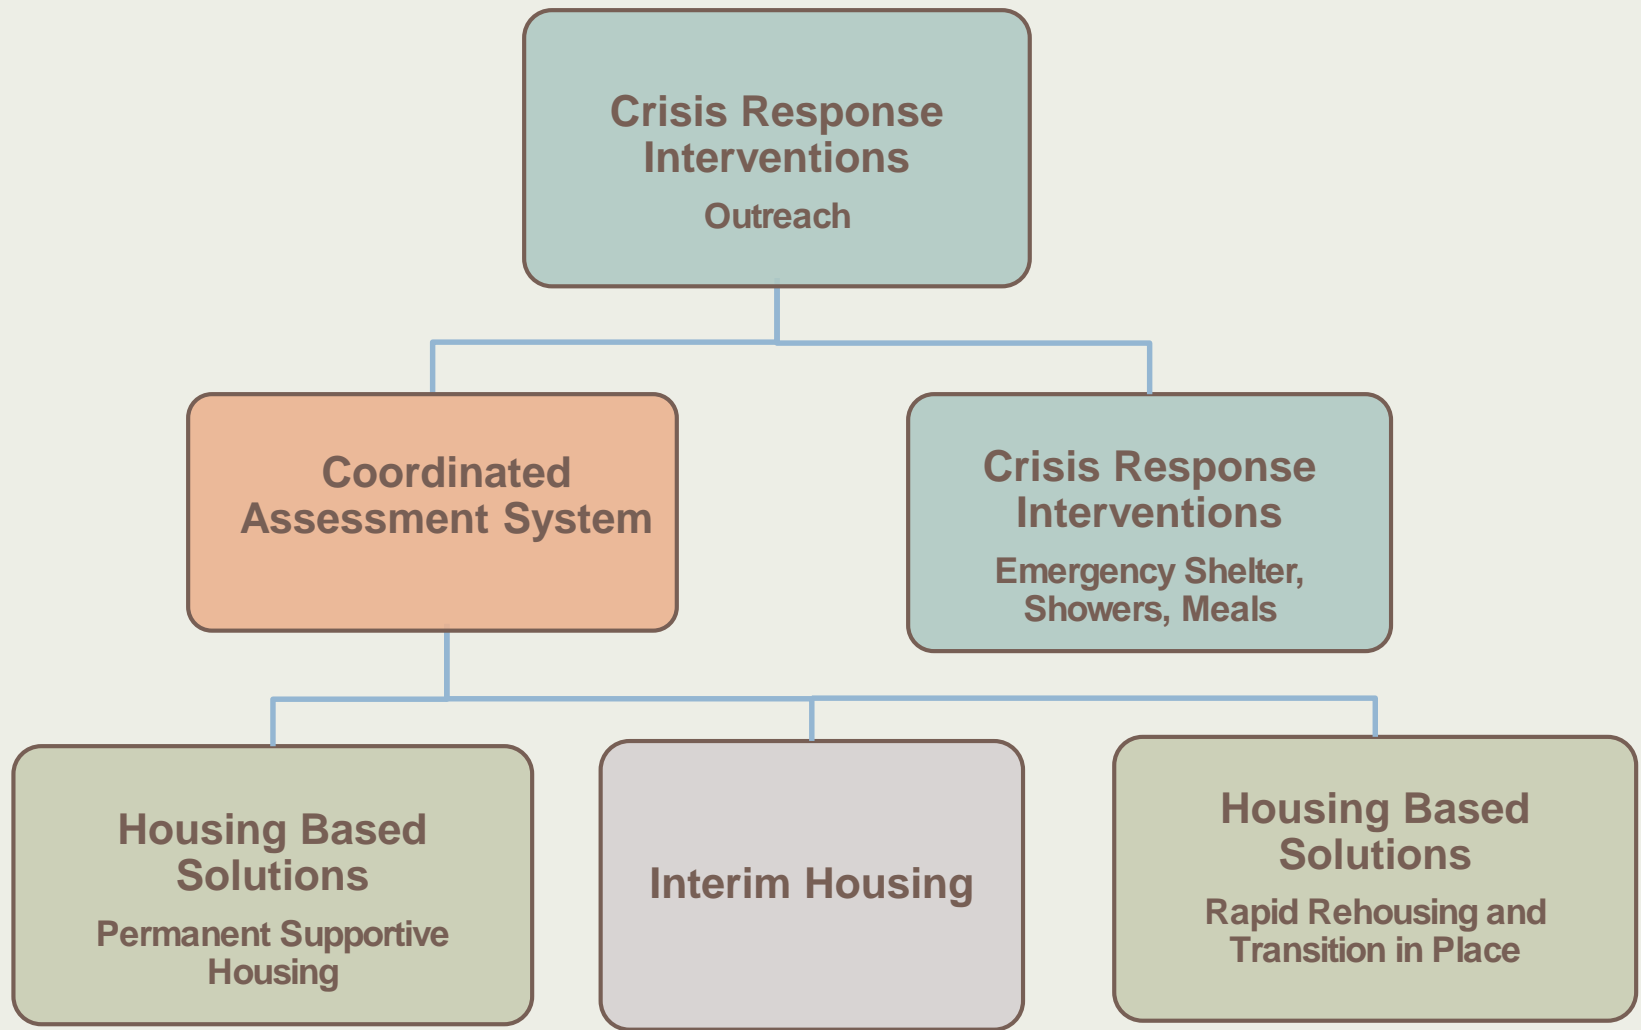 Crisis Response
Interventions
Outreach
Coordinated
Assessment System
Crisis Response
Interventions
Emergency Shelter,
Showers, Meals
Housing Based
Solutions
Permanent Supportive
Housing
Interim Housing
Housing Based
Solutions
Rapid Rehousing and
Transition in Place